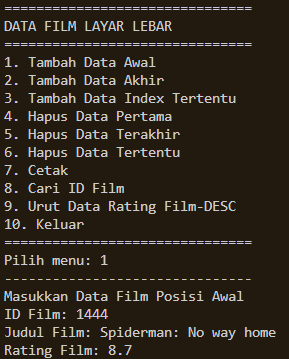 ===============================
DATA FILM LAYAR LEBAR
===============================
1. Tambah Data Awal
2. Tambah Data Akhir
3. Tambah Data Index Tertentu
4. Hapus Data Pertama
5. Hapus Data Terakhir
6. Hapus Data Tertentu
7. Cetak
8. Cari ID Film
9. Urut Data Rating Film-DESC
10. Keluar
===============================
Pilih menu: 1
-------------------------------
Masukkan Data Film Posisi Awal
ID Film: 1444
Judul Film: Spiderman: No way home
Rating Film: 8.7